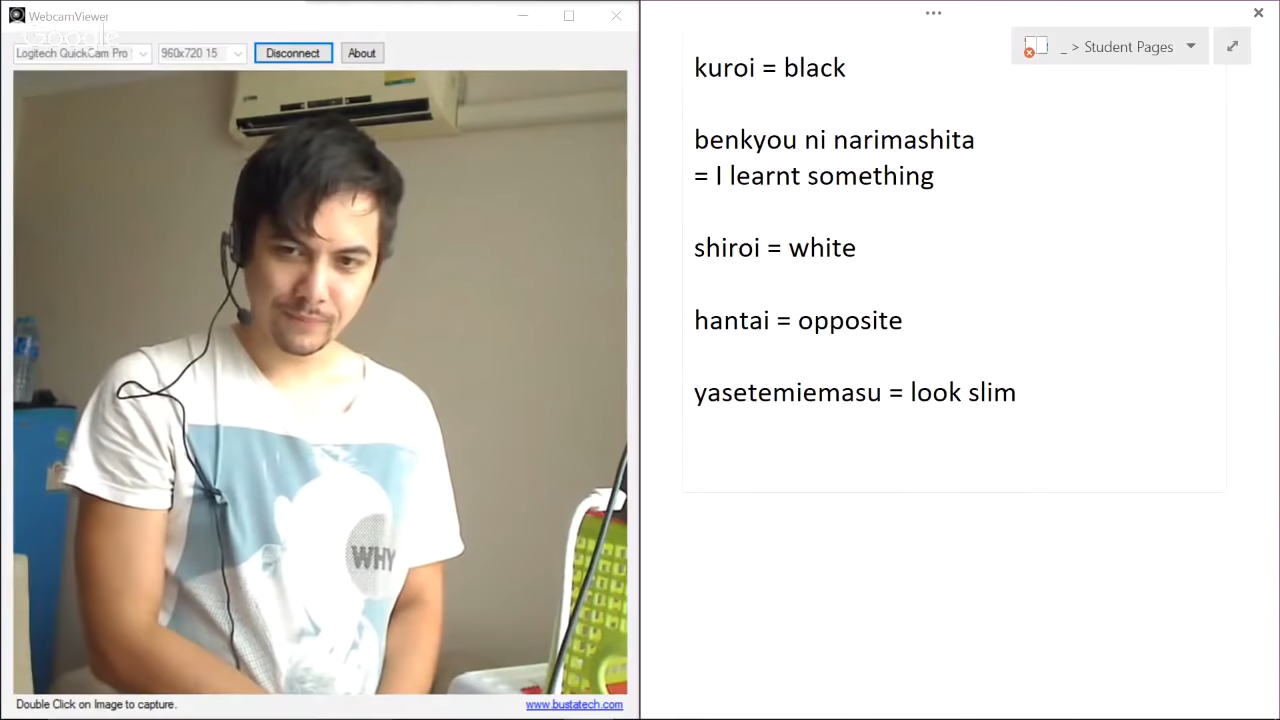 WebcamViewer
Google
Logitech QuickCam Pro
960x720 15
Disconnect
About
WHY
Double Click on Image to capture.
www.bustatech.com
_ > Student Pages
kuroi = black
benkyou ni narimashita
= I learnt something
shiroi = white
hantai = opposite
yasetemiemasu = look slim